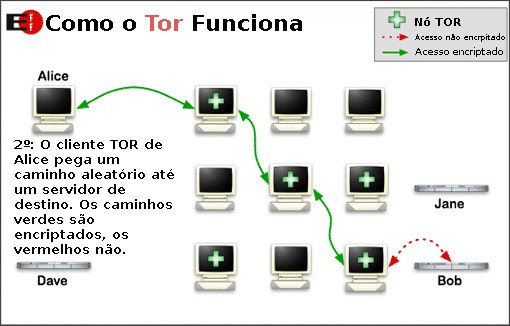 Eff Como o Tor Funciona
Nó TOR
Acesso não encripitado
Acesso encriptado
Alice
2º: O cliente TOR de
Alice pega um
caminho aleatório até
um servidor de
destino. Os caminhos
verdes são
encriptados, os
vermelhos não.
Jane
Dave
Bob